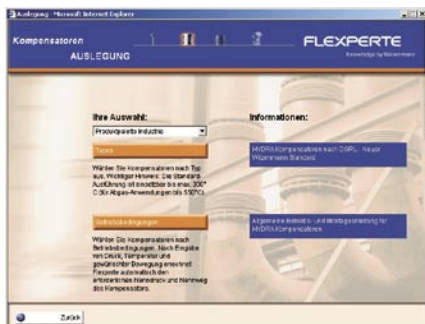 Auslegung - Microsoft Internet Explorer
Kompensatoren
AUSLEGUNG
FLEXPERTE
Knowledge by Witzenmann
Ihre Auswahl:
Produktpalette Industrie
Typen
Wählen Sie Kompensatoren nach Typ
aus. Wichtiger Hinweis: Die Standard
Ausführung ist einsetzbar bis max. 300°
C (für Abgas-Anwendungen bis 550°C).
Betriebsbedingungen
Wählen Sie Kompensatoren nach
Betriebsbedingungen. Nach Eingabe
von Druck, Temperatur und
gewünschter Bewegung errechnet
Flexperte automatisch den
erforderlichen Nenndruck und Nennweg
des Kompensators.
Informationen:
HYDRA Kompensatoren nach DGRL - Neuer
Witzenmann Standard
Allgemeine Betriebs- und Montageanleitung für
HYDRA Kompensatoren
Zurück